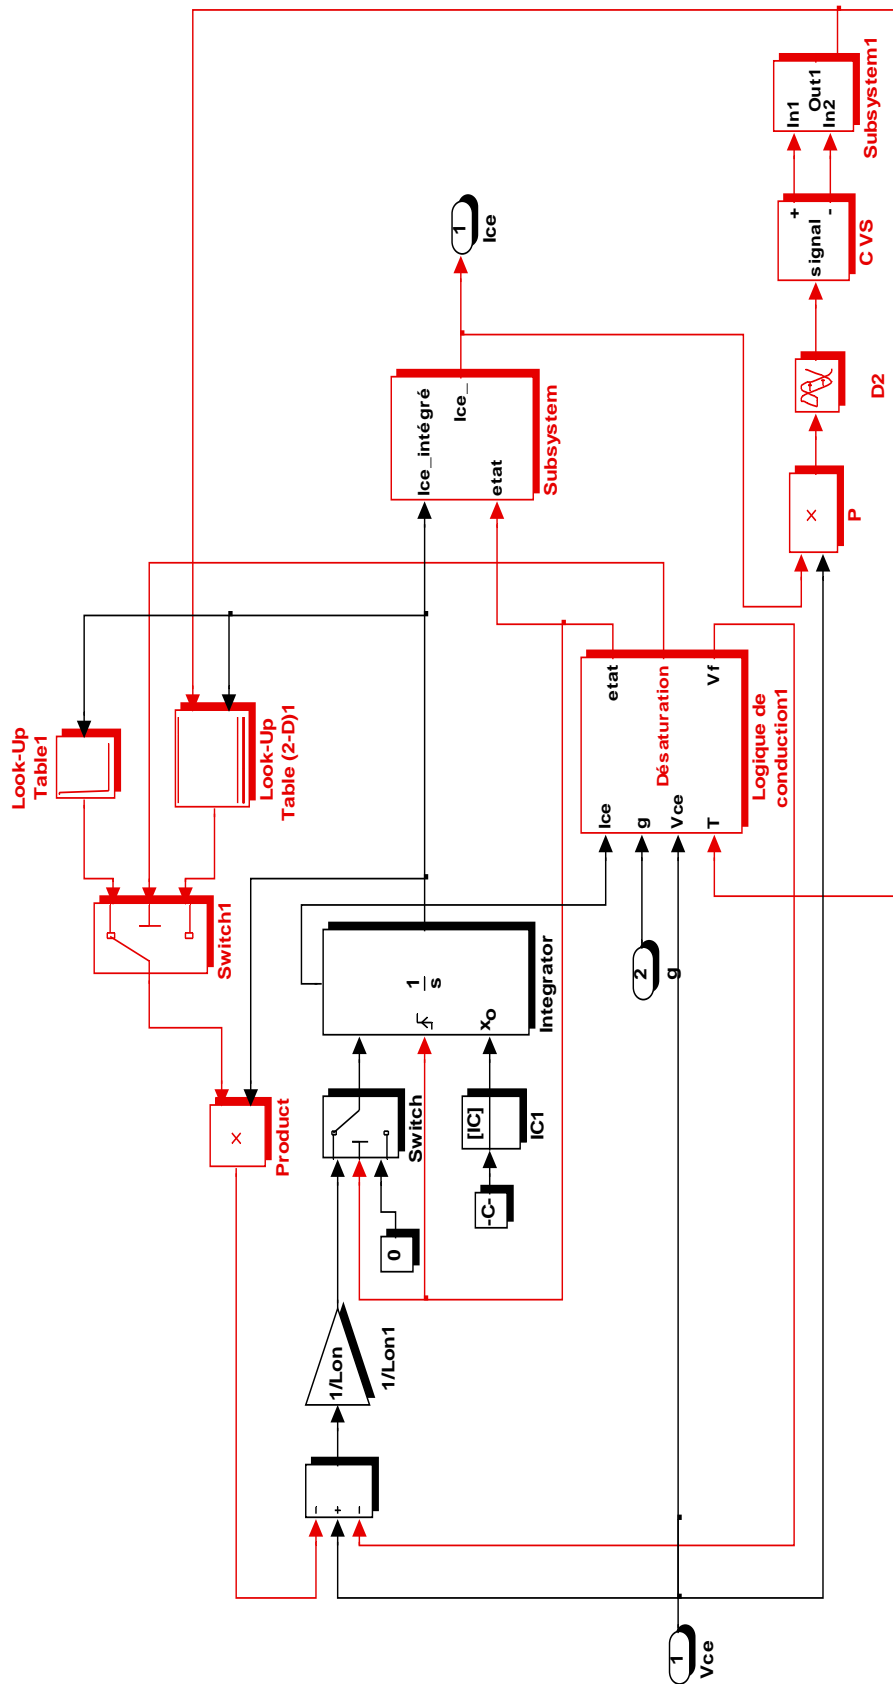 Look-Up
Table1
Look-Up
Table (2-D)1
Switch1
×
Product
1
s
xo
Integrator
Switch
[IC]
IC1
-C-
0
1/Lon
1/Lon1
−
+
−
1
Vce
2
g
Ice
g
Vce
T
etat
Désaturation
Vf
Logique de
conduction1
Ice_intégré
etat
Ice_
Subsystem
1
Ice
×
P
D2
signal
+
-
CVS
In1
In2
Out1
Subsystem1